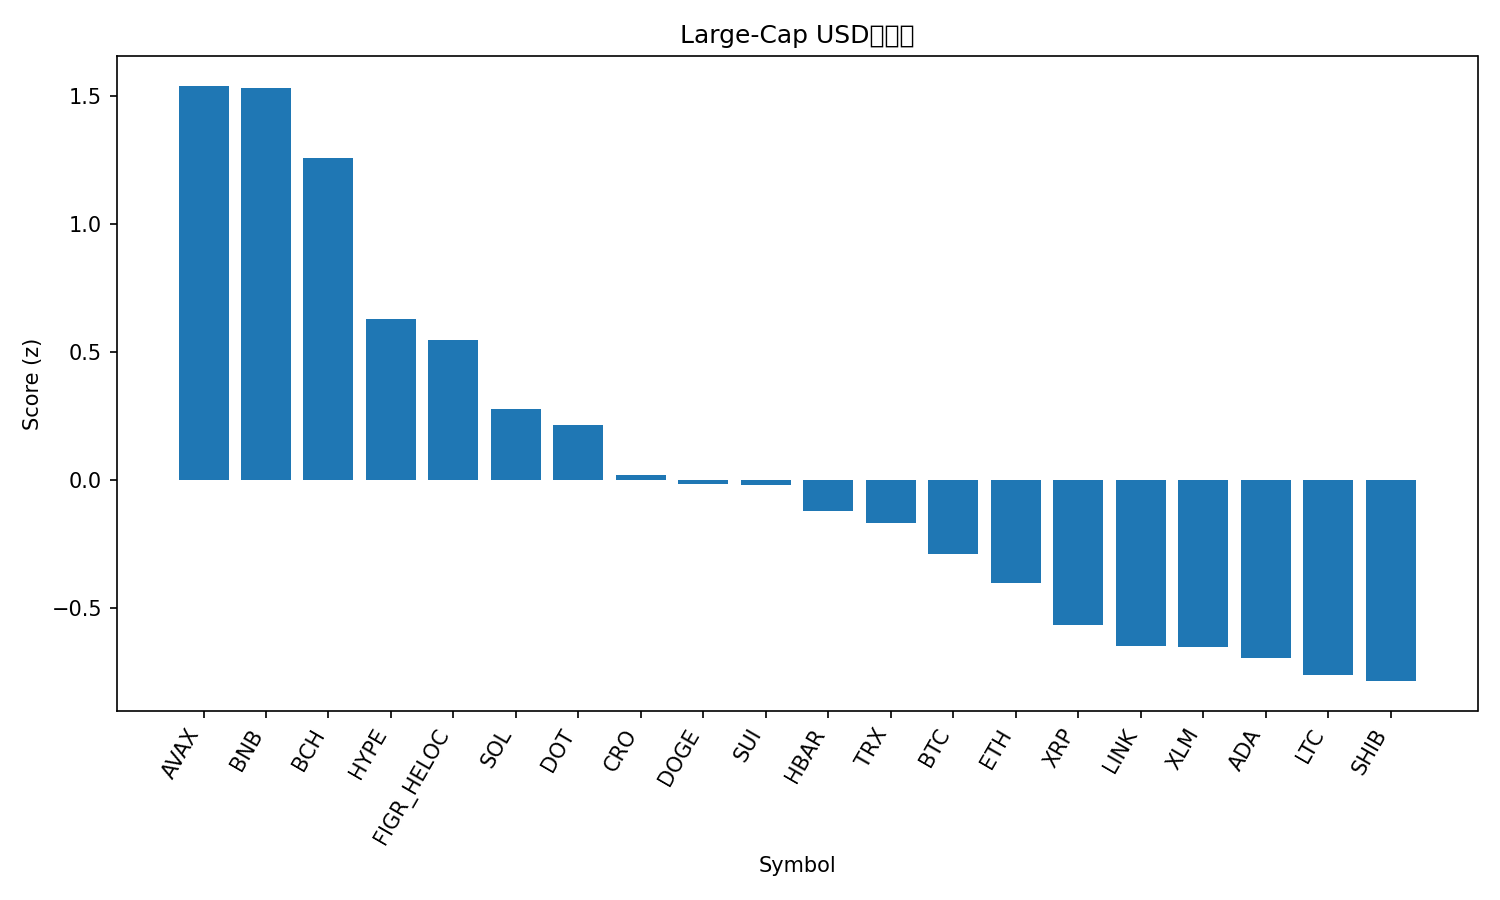 Large-Cap USD
Score (z)
1.5
1.0
0.5
0.0
−0.5
AVAX
BNB
BCH
HYPE
FIGR_HELOC
SOL
DOT
CRO
DOGE
SUI
HBAR
TRX
BTC
ETH
XRP
LINK
XLM
ADA
LTC
SHIB
Symbol